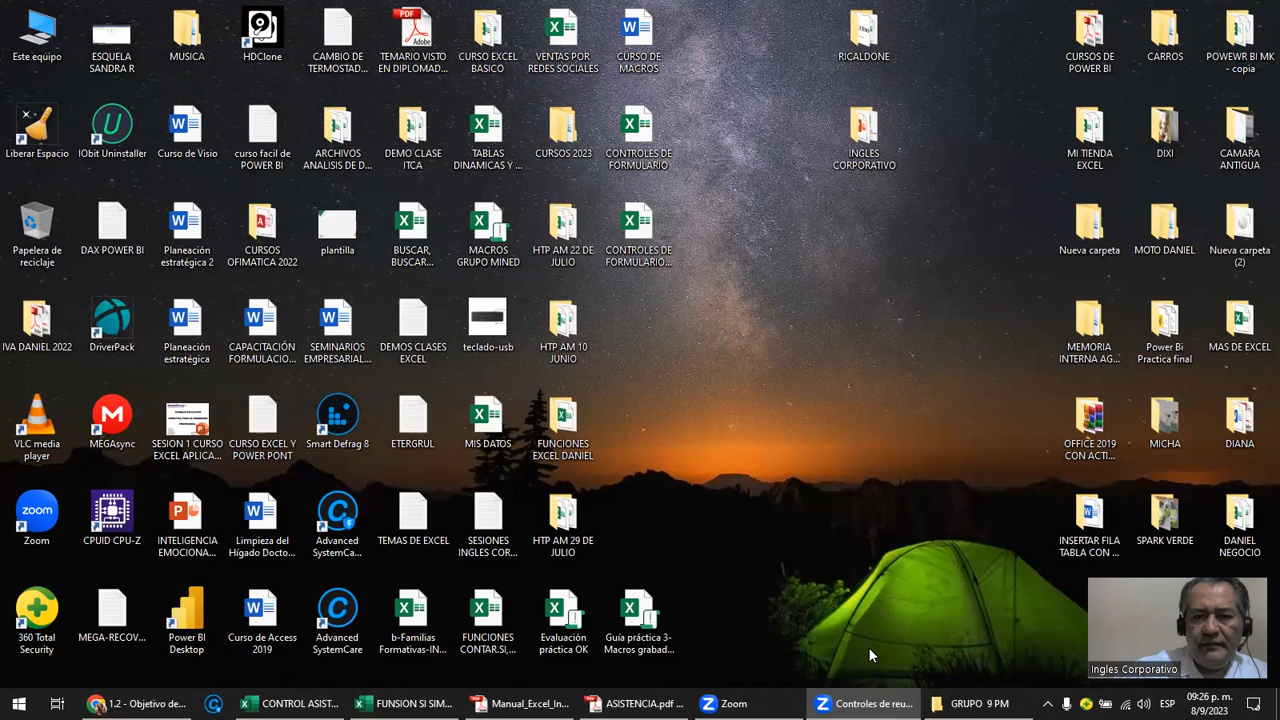 Este equipo
ESCUELA
SANDRA R
MUSICA
HDClone
CAMBIO DE
TERMOSTAD...
PDF
Adobe
TEMARIO VISTO
EN DIPLOMAD...
CURSO EXCEL
BASICO
VENTAS POR
REDES SOCIALES
CURSO DE
MACROS
RICALDONE
CURSOS DE
POWER BI
CARROS
POWEWR BI MK
- copia
Liberar Espacio
IObit Uninstaller
Curso de Visio
curso facil de
POWER BI
ARCHIVOS
ANALISIS DE D...
DEMO CLASE
ITCA
TABLAS
DINAMICAS Y ...
CURSOS 2023
CONTROLES DE
FORMULARIO
INGLES
CORPORATIVO
MI TIENDA
EXCEL
DIXI
CAMARA
ANTIGUA
Papelera de
reciclaje
DAX POWER BI
Planeación
estratégica 2
CURSOS
OFIMATICA 2022
plantilla
BUSCAR,
BUSCAR...
MACROS
GRUPO MINED
HTP AM 22 DE
JULIO
CONTROLES DE
FORMULARIO...
Nueva carpeta
MOTO DANIEL
Nueva carpeta
(2)
IVA DANIEL 2022
DriverPack
Planeación
estratégica
CAPACITACIÓN
FORMULACIO...
SEMINARIOS
EMPRESARIAL...
DEMOS CLASES
EXCEL
teclado-usb
HTP AM 10
JUNIO
MEMORIA
INTERNA AG...
Power Bi
Practica final
MAS DE EXCEL
VLC media
player
MEGAsync
SESION 1 CURSO
EXCEL APLICA...
CURSO EXCEL Y
POWER PONT
Smart Defrag 8
ETERGRUL
MIS DATOS
FUNCIONES
EXCEL DANIEL
OFFICE 2019
CON ACTI...
MICHA
DIANA
zoom
Zoom
CPUID CPU-Z
INTELIGENCIA
EMOCIONA...
Limpieza del
Hígado Docto...
Advanced
SystemCa...
TEMAS DE EXCEL
SESIONES
INGLES COR...
HTP AM 29 DE
JULIO
INSERTAR FILA
TABLA CON ...
SPARK VERDE
DANIEL
NEGOCIO
360 Total
Security
MEGA-RECOV...
Power BI
Desktop
Curso de Access
2019
Advanced
SystemCare
b-Familias
Formativas-IN...
FUNCIONES
CONTAR.SI,...
Evaluación
práctica OK
Guía práctica 3-
Macros grabad...
Ingles Corporativo
1.2 - Objetivo de...
CONTROL ASIST...
FUNSION SI SIM...
Manual_Excel_In...
ASISTENCIA.pdf ...
Zoom
Controles de reu...
GRUPO 9 PM
ESP
09:26 p. m.
8/9/2023